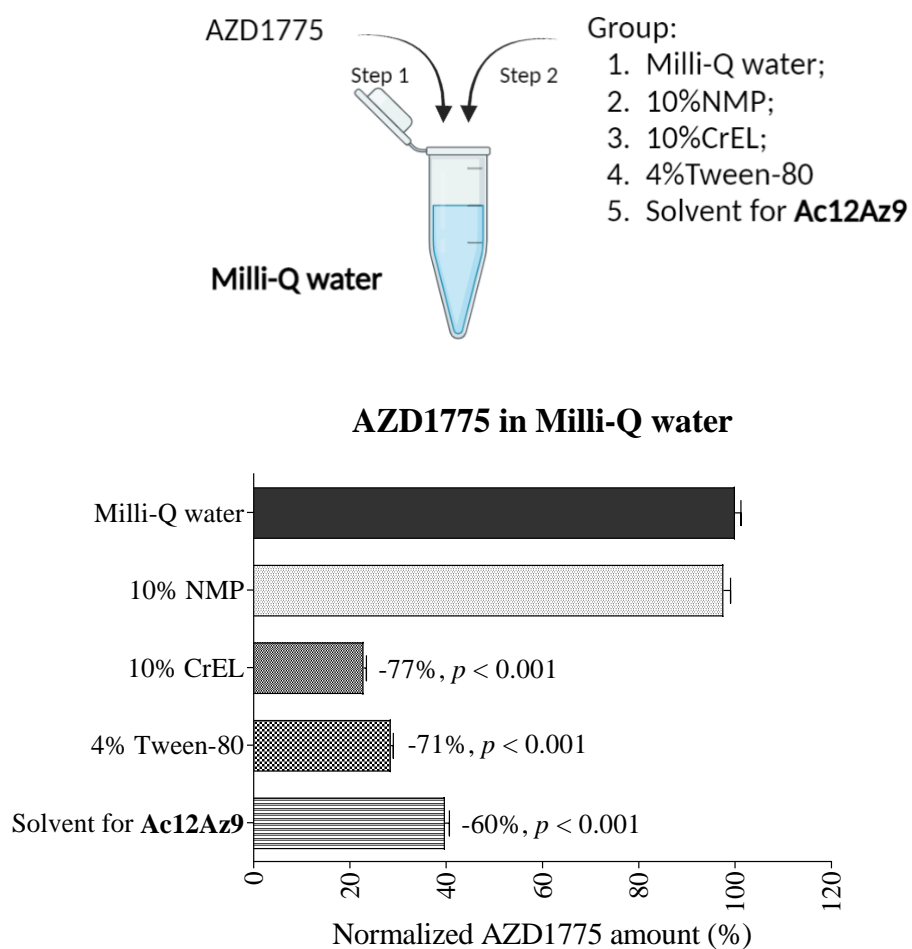 AZD1775
Step 1
Step 2
Group:
1. Milli-Q water;
2. 10%NMP;
3. 10%CrEL;
4. 4%Tween-80
5. Solvent for Ac12Az9
Milli-Q water
AZD1775 in Milli-Q water
Milli-Q water
10% NMP
10% CrEL
-77%, p < 0.001
4% Tween-80
-71%, p < 0.001
Solvent for Ac12Az9
-60%, p < 0.001
0 20 40 60 80 100 120
Normalized AZD1775 amount (%)